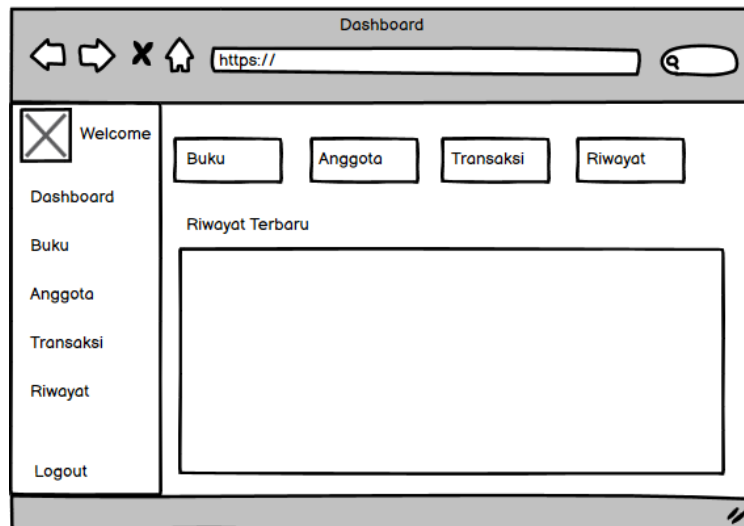 Dashboard
https://
Welcome
Dashboard
Buku
Anggota
Transaksi
Riwayat
Logout
Buku
Anggota
Transaksi
Riwayat
Riwayat Terbaru